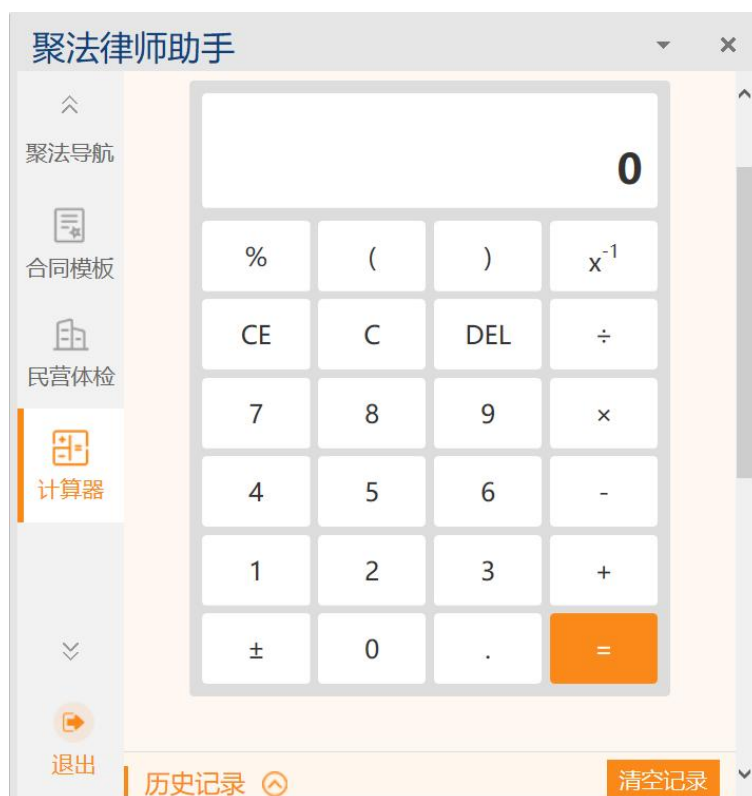 聚法律师助手
聚法导航
合同模板
民营体检
计算器
退出
0
% ( ) x⁻¹
CE C DEL ÷
7 8 9 ×
4 5 6 -
1 2 3 +
± 0 . =
历史记录 清空记录